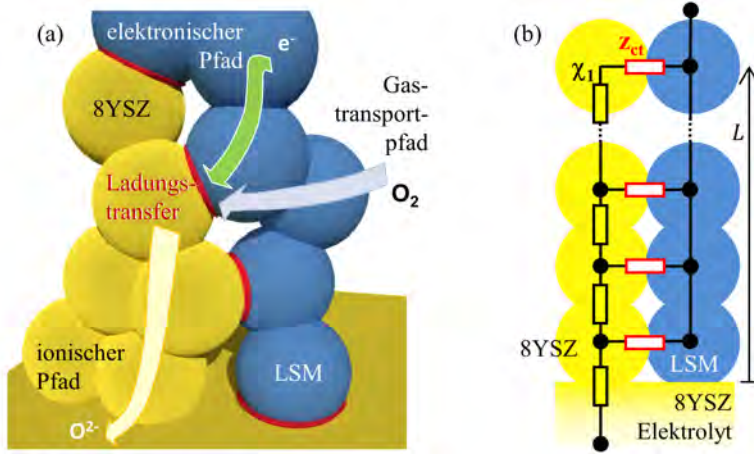 (a)
elektronischer
Pfad
e-
8YSZ
Gas-
transport-
pfad
Ladungs-
transfer
O2
ionischer
Pfad
LSM
O2-
(b)
zct
χ1
L
8YSZ
LSM
8YSZ
Elektrolyt